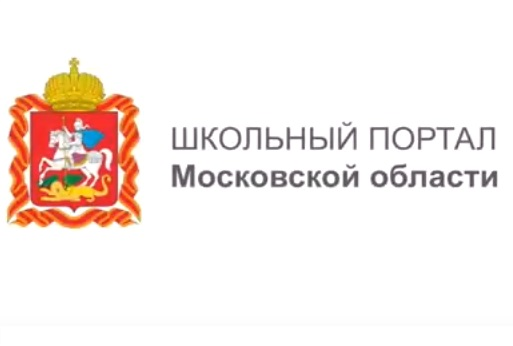 ШКОЛЬНЫЙ ПОРТАЛ
Московской области